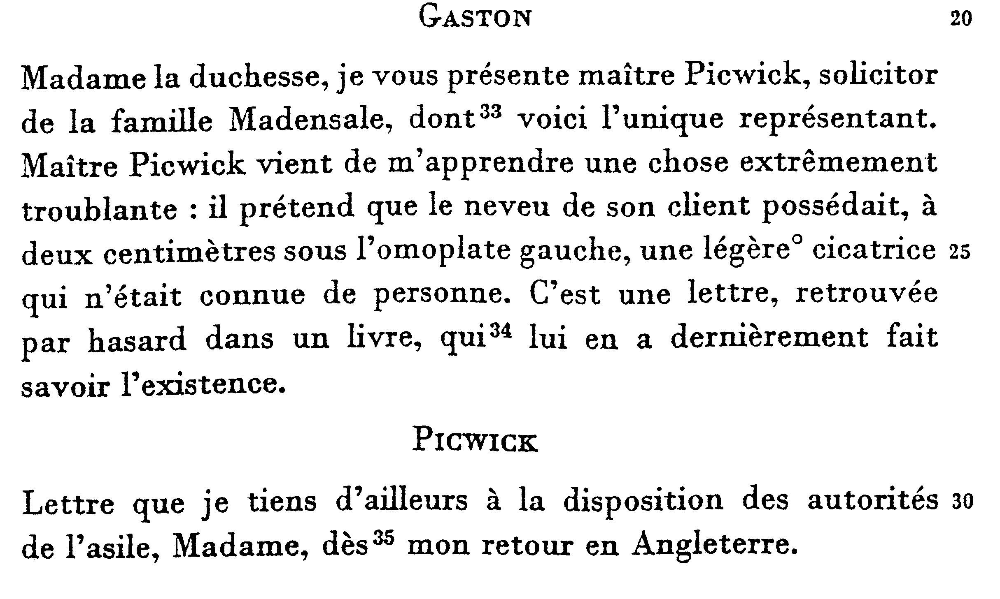 GASTON 20
Madame la duchesse, je vous présente maître Picwick, solicitor
de la famille Madensale, dont³³ voici l’unique représentant.
Maître Picwick vient de m’apprendre une chose extrêmement
troublante : il prétend que le neveu de son client possédait, à
deux centimètres sous l’omoplate gauche, une légère° cicatrice 25
qui n’était connue de personne. C’est une lettre, retrouvée
par hasard dans un livre, qui³⁴ lui en a dernièrement fait
savoir l’existence.
PICWICK
Lettre que je tiens d’ailleurs à la disposition des autorités 30
de l’asile, Madame, dès³⁵ mon retour en Angleterre.